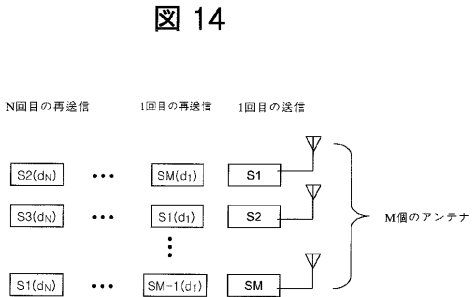 図 14
N回目の再送信 1回目の再送信 1回目の送信
S2(dN) ••• SM(d1) S1
S3(dN) ••• S1(d1) S2
M個のアンテナ
S1(dN) ••• SM-1(d1) SM